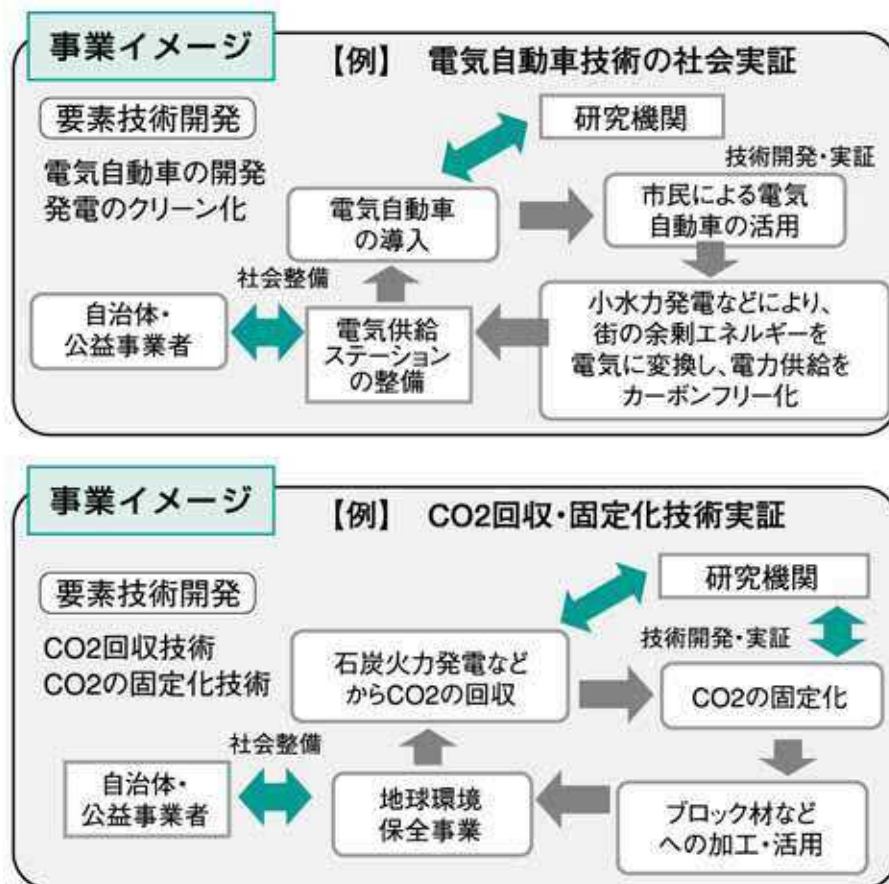 事業イメージ
【例】 電気自動車技術の社会実証
要素技術開発
電気自動車の開発
発電のクリーン化
研究機関
技術開発・実証
電気自動車
の導入
市民による電気
自動車の活用
社会整備
自治体・
公益事業者
電気供給
ステーション
の整備
小水力発電などにより、
街の余剰エネルギーを
電気に変換し、電力供給を
カーボンフリー化
事業イメージ
【例】 CO2回収・固定化技術実証
要素技術開発
CO2回収技術
CO2の固定化技術
研究機関
技術開発・実証
石炭火力発電など
からCO2の回収
CO2の固定化
社会整備
自治体・
公益事業者
地球環境
保全事業
ブロック材など
への加工・活用